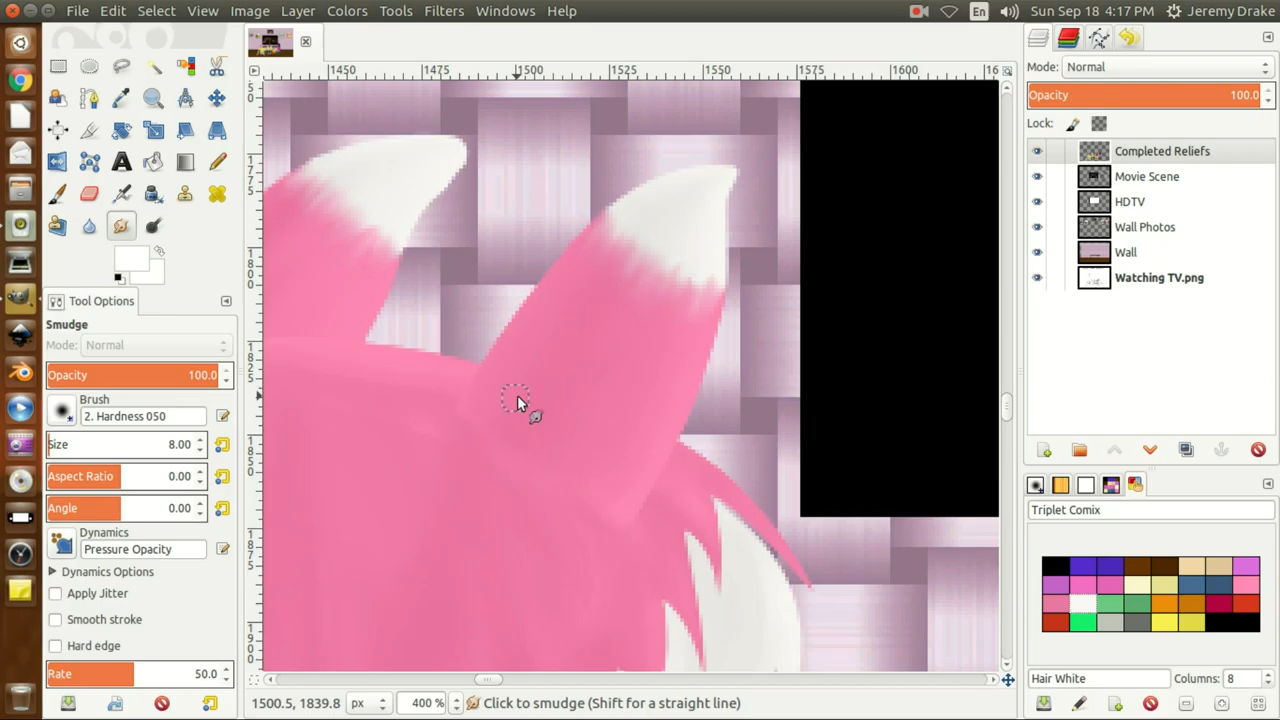 File Edit Select View Image Layer Colors Tools Filters Windows Help
En Sun Sep 18 4:17 PM Jeremy Drake
Mode: Normal
Opacity 100.0
Lock:
Completed Reliefs
Movie Scene
HDTV
Wall Photos
Wall
Watching TV.png
1450 1475 1500 1525 1550 1575 1600 16
Tool Options
Smudge
Mode: Normal
Opacity 100.0
Brush
2. Hardness 050
Size 8.00
Aspect Ratio 0.00
Angle 0.00
Dynamics
Pressure Opacity
Dynamics Options
Apply Jitter
Smooth stroke
Hard edge
Rate 50.0
Triplet Comix
Hair White Columns: 8
1500.5, 1839.8 px 400 % Click to smudge (Shift for a straight line)